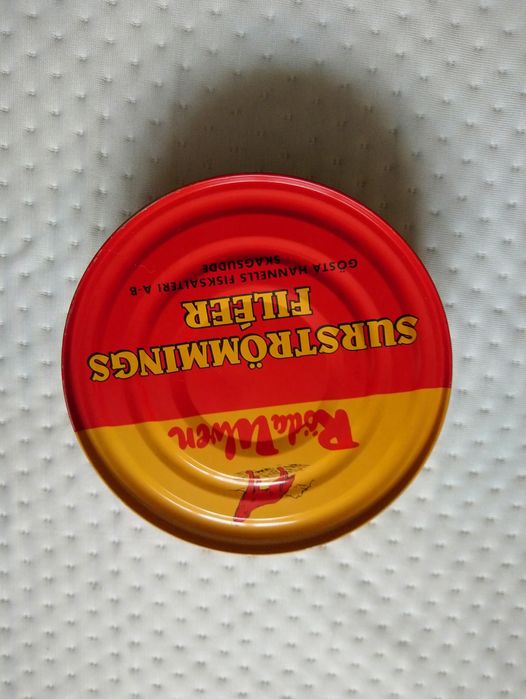 Röda Ulven
SURSTRÖMMINGS
FILÉER
GÖSTA HANNELLS FISKSALTERI A-B
SKAGSUDDE